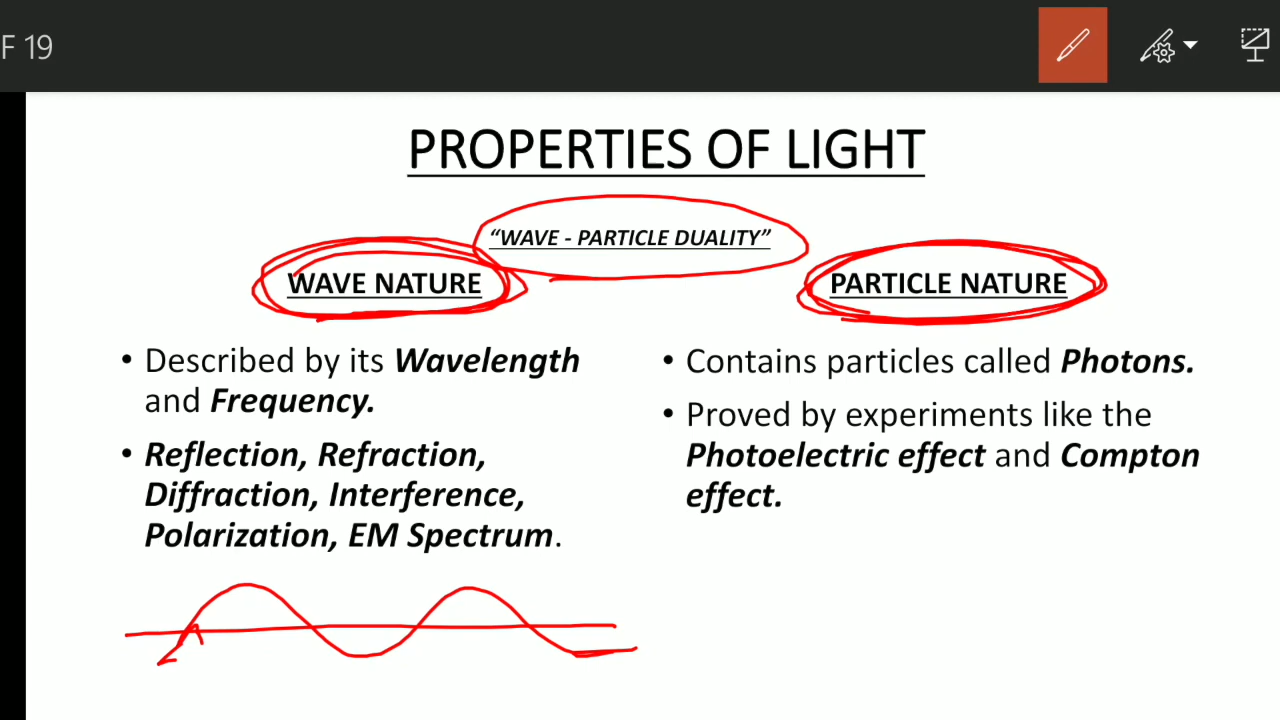 F 19
PROPERTIES OF LIGHT
“WAVE - PARTICLE DUALITY”
WAVE NATURE
• Described by its Wavelength
and Frequency.
• Reflection, Refraction,
Diffraction, Interference,
Polarization, EM Spectrum.
PARTICLE NATURE
• Contains particles called Photons.
• Proved by experiments like the
Photoelectric effect and Compton
effect.